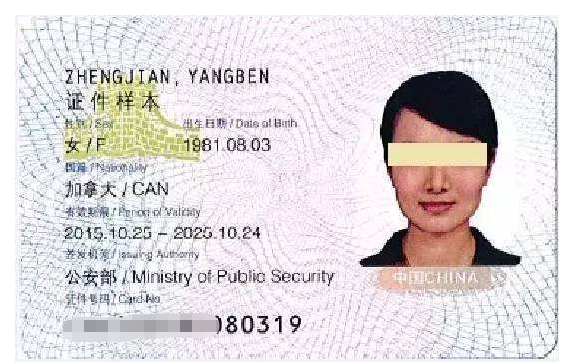 ZHENGJIAN, YANGBEN
证件样本
性别 / Sex 出生日期 / Date of Birth
女 / F 1981.08.03
国籍 / Nationality
加拿大 / CAN
有效期限 / Period of Validity
2015.10.25 – 2025.10.24
签发机关 / Issuing Authority
公安部 / Ministry of Public Security
证件号码 / Card No.
080319
中国CHINA